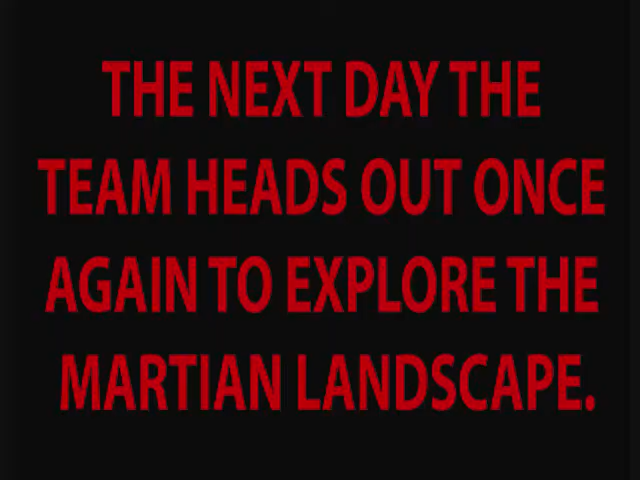 THE NEXT DAY THE
TEAM HEADS OUT ONCE
AGAIN TO EXPLORE THE
MARTIAN LANDSCAPE.